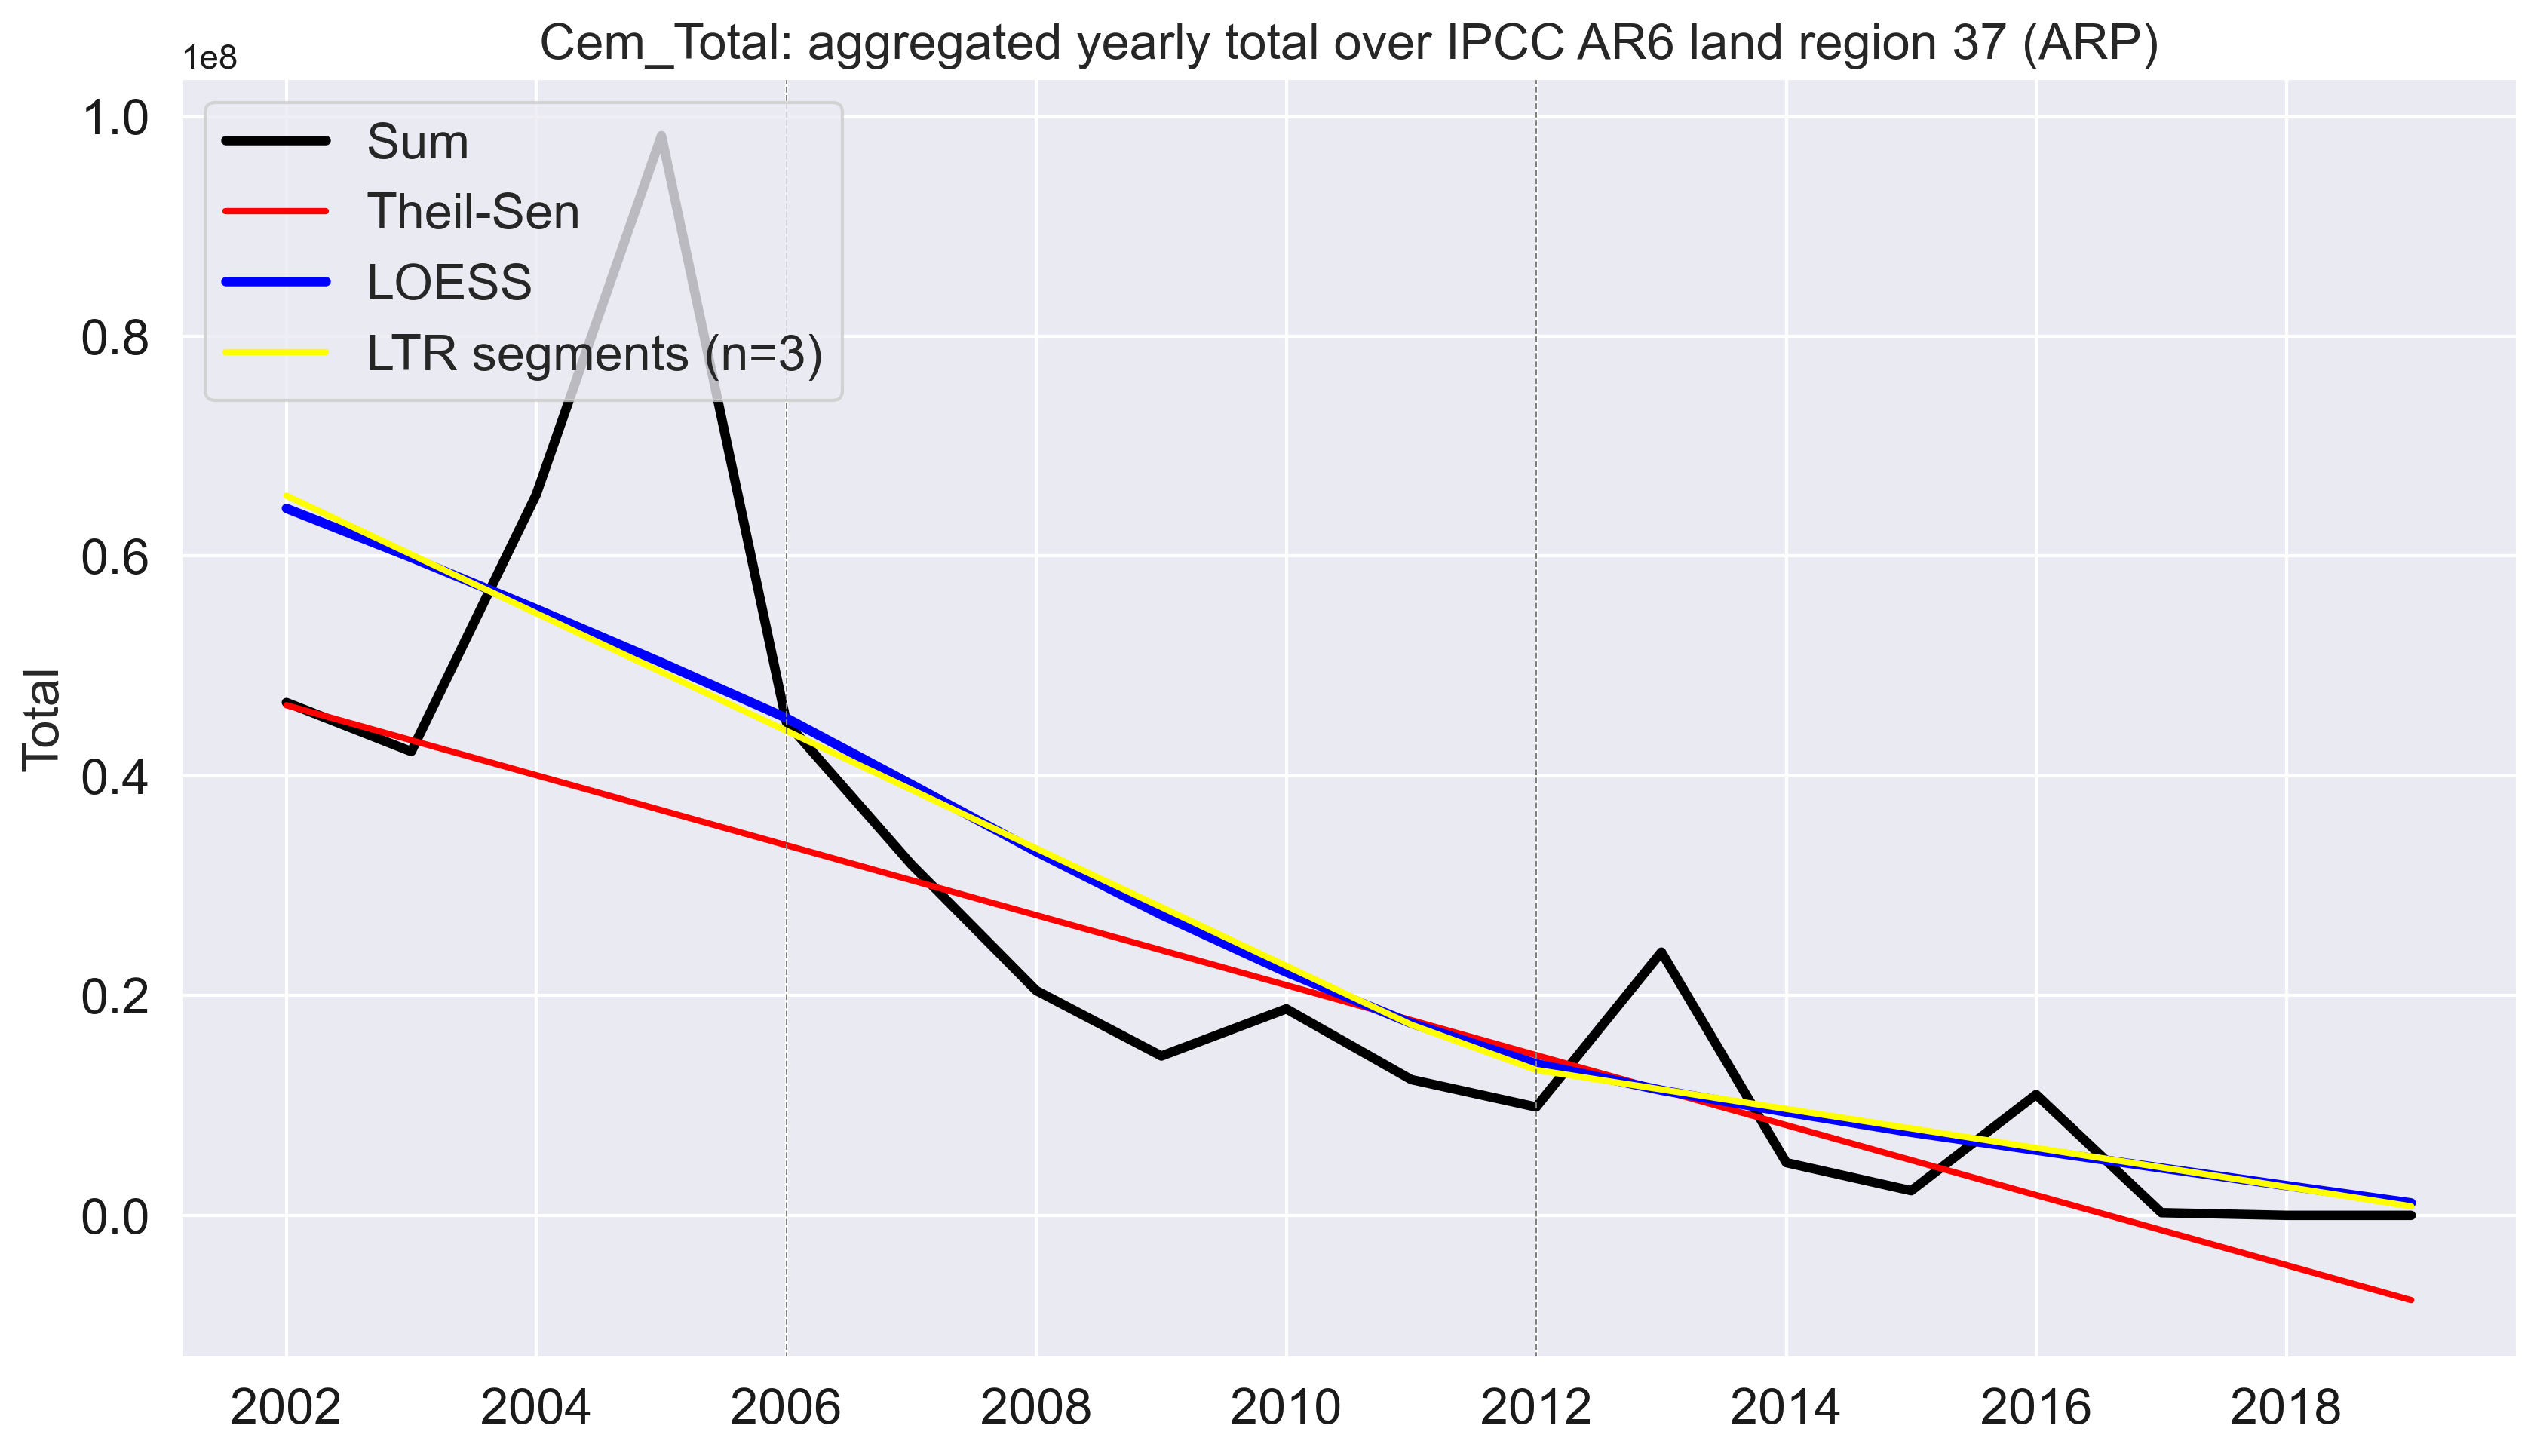 Cem_Total: aggregated yearly total over IPCC AR6 land region 37 (ARP)
1e8
1.0
0.8
0.6
0.4
0.2
0.0
Total
Sum
Theil-Sen
LOESS
LTR segments (n=3)
2002 2004 2006 2008 2010 2012 2014 2016 2018